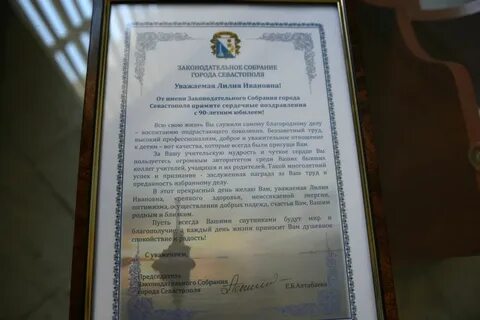 ЗАКОНОДАТЕЛЬНОЕ СОБРАНИЕ
ГОРОДА СЕВАСТОПОЛЯ
Уважаемая Лилия Ивановна!
От имени Законодательного Собрания города
Севастополя примите сердечные поздравления
с 90-летним юбилеем!
Всю свою жизнь Вы служили самому благородному делу
– воспитанию подрастающего поколения. Беззаветный труд,
высокий профессионализм, доброе и уважительное отношение
к детям – вот качества, которые всегда были присущи Вам.
За Вашу учительскую мудрость и чуткое сердце Вы
пользуетесь огромным авторитетом среди Ваших бывших
коллег учителей, учащихся и их родителей. Такой многолетний
успех и признание - заслуженная награда за Ваш труд и
преданность избранному делу.
В этот прекрасный день желаю Вам, уважаемая Лилия
Ивановна, крепкого здоровья, неиссякаемой энергии,
оптимизма, осуществления добрых надежд, счастья Вам, Вашим
родным и близким.
Пусть всегда Вашими спутниками будут мир и
благополучие, а каждый день жизни приносит Вам душевное
спокойствие и радость!
С уважением,
Председатель
Законодательного Собрания
города Севастополя
Е.Б.Алтабаева